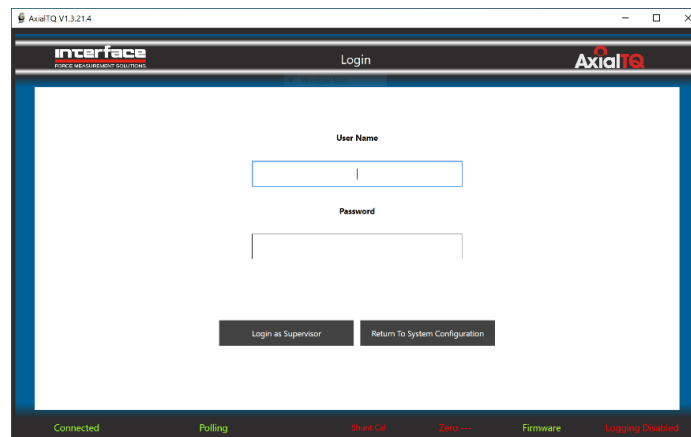 AxialTQ V1.3.21.4
Interface
FORCE MEASUREMENT SOLUTIONS.
Login
AxialTQ
User Name
Password
Login as Supervisor
Return To System Configuration
Connected
Polling
Shunt Cal
Zero:---
Firmware
Logging Disabled